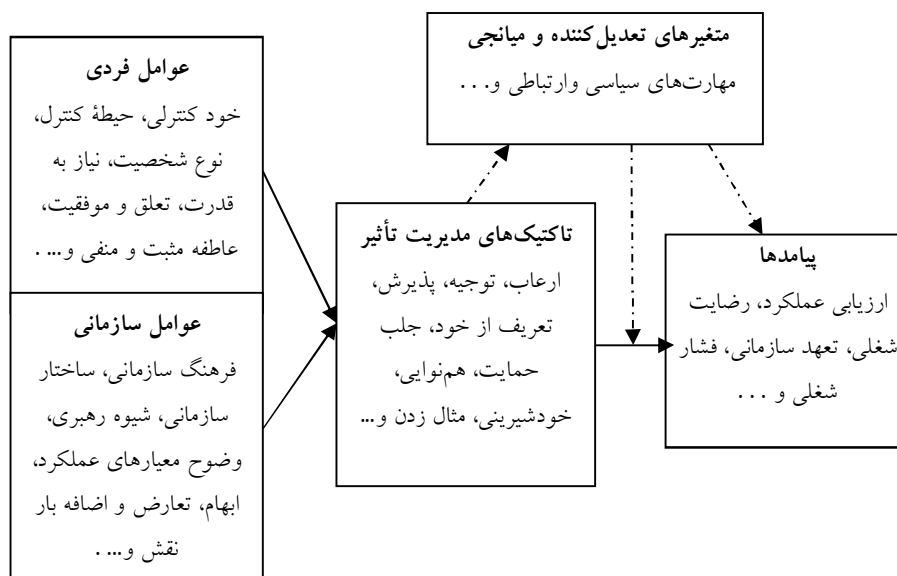 متغیرهای تعدیل‌کننده و میانجی
مهارت‌های سیاسی وارتباطی و...
عوامل فردی
خود کنترلی، حیطهٔ کنترل،
نوع شخصیت، نیاز به
قدرت، تعلق و موفقیت،
عاطفه مثبت و منفی و... .
تاکتیک‌های مدیریت تأثیر
ارعاب، توجیه، پذیرش،
تعریف از خود، جلب
حمایت، هم‌نوایی،
خودشیرینی، مثال زدن و...
پیامدها
ارزیابی عملکرد، رضایت
شغلی، تعهد سازمانی، فشار
شغلی و ...
عوامل سازمانی
فرهنگ سازمانی، ساختار
سازمانی، شیوه رهبری،
وضوح معیارهای عملکرد،
ابهام، تعارض و اضافه بار
نقش و... .